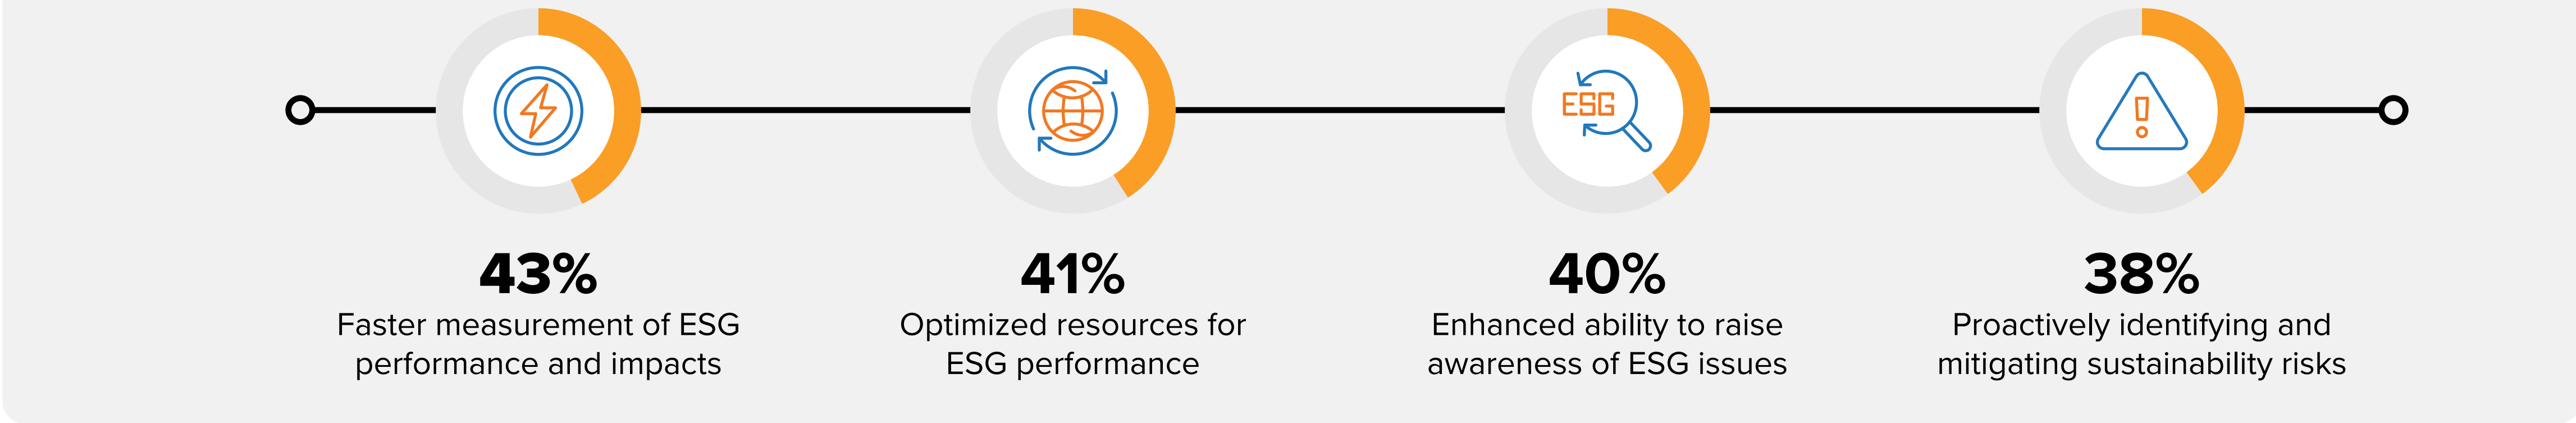 ESG
43%
Faster measurement of ESG
performance and impacts
41%
Optimized resources for
ESG performance
40%
Enhanced ability to raise
awareness of ESG issues
38%
Proactively identifying and
mitigating sustainability risks